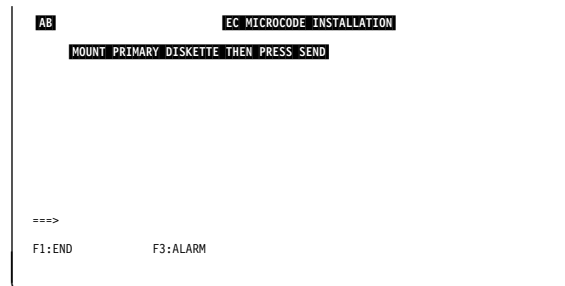 AB EC MICROCODE INSTALLATION
MOUNT PRIMARY DISKETTE THEN PRESS SEND
===>
F1:END F3:ALARM